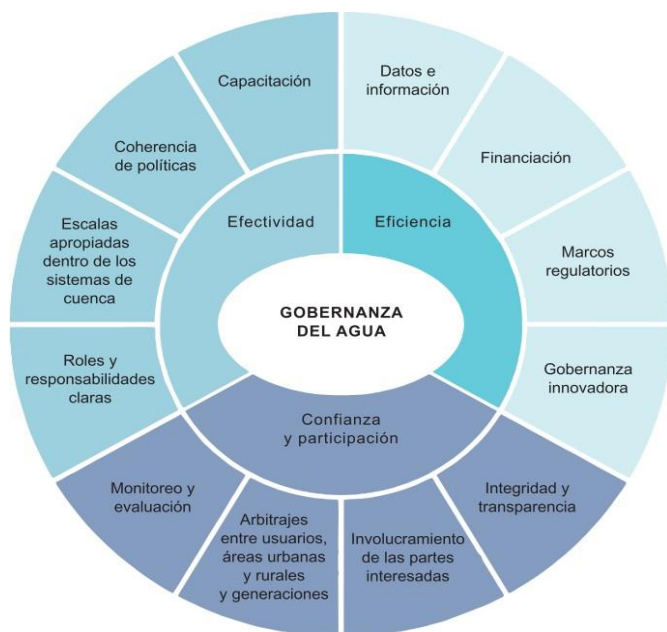 Capacitación
Datos e
información
Coherencia
de políticas
Financiación
Escalas
apropiadas
dentro de los
sistemas de
cuenca
Efectividad
Eficiencia
Marcos
regulatorios
GOBERNANZA
DEL AGUA
Roles y
responsabilidades
claras
Gobernanza
innovadora
Confianza
y participación
Monitoreo y
evaluación
Integridad y
transparencia
Arbitrajes
entre usuarios,
áreas urbanas
y rurales
y generaciones
Involucramiento
de las partes
interesadas